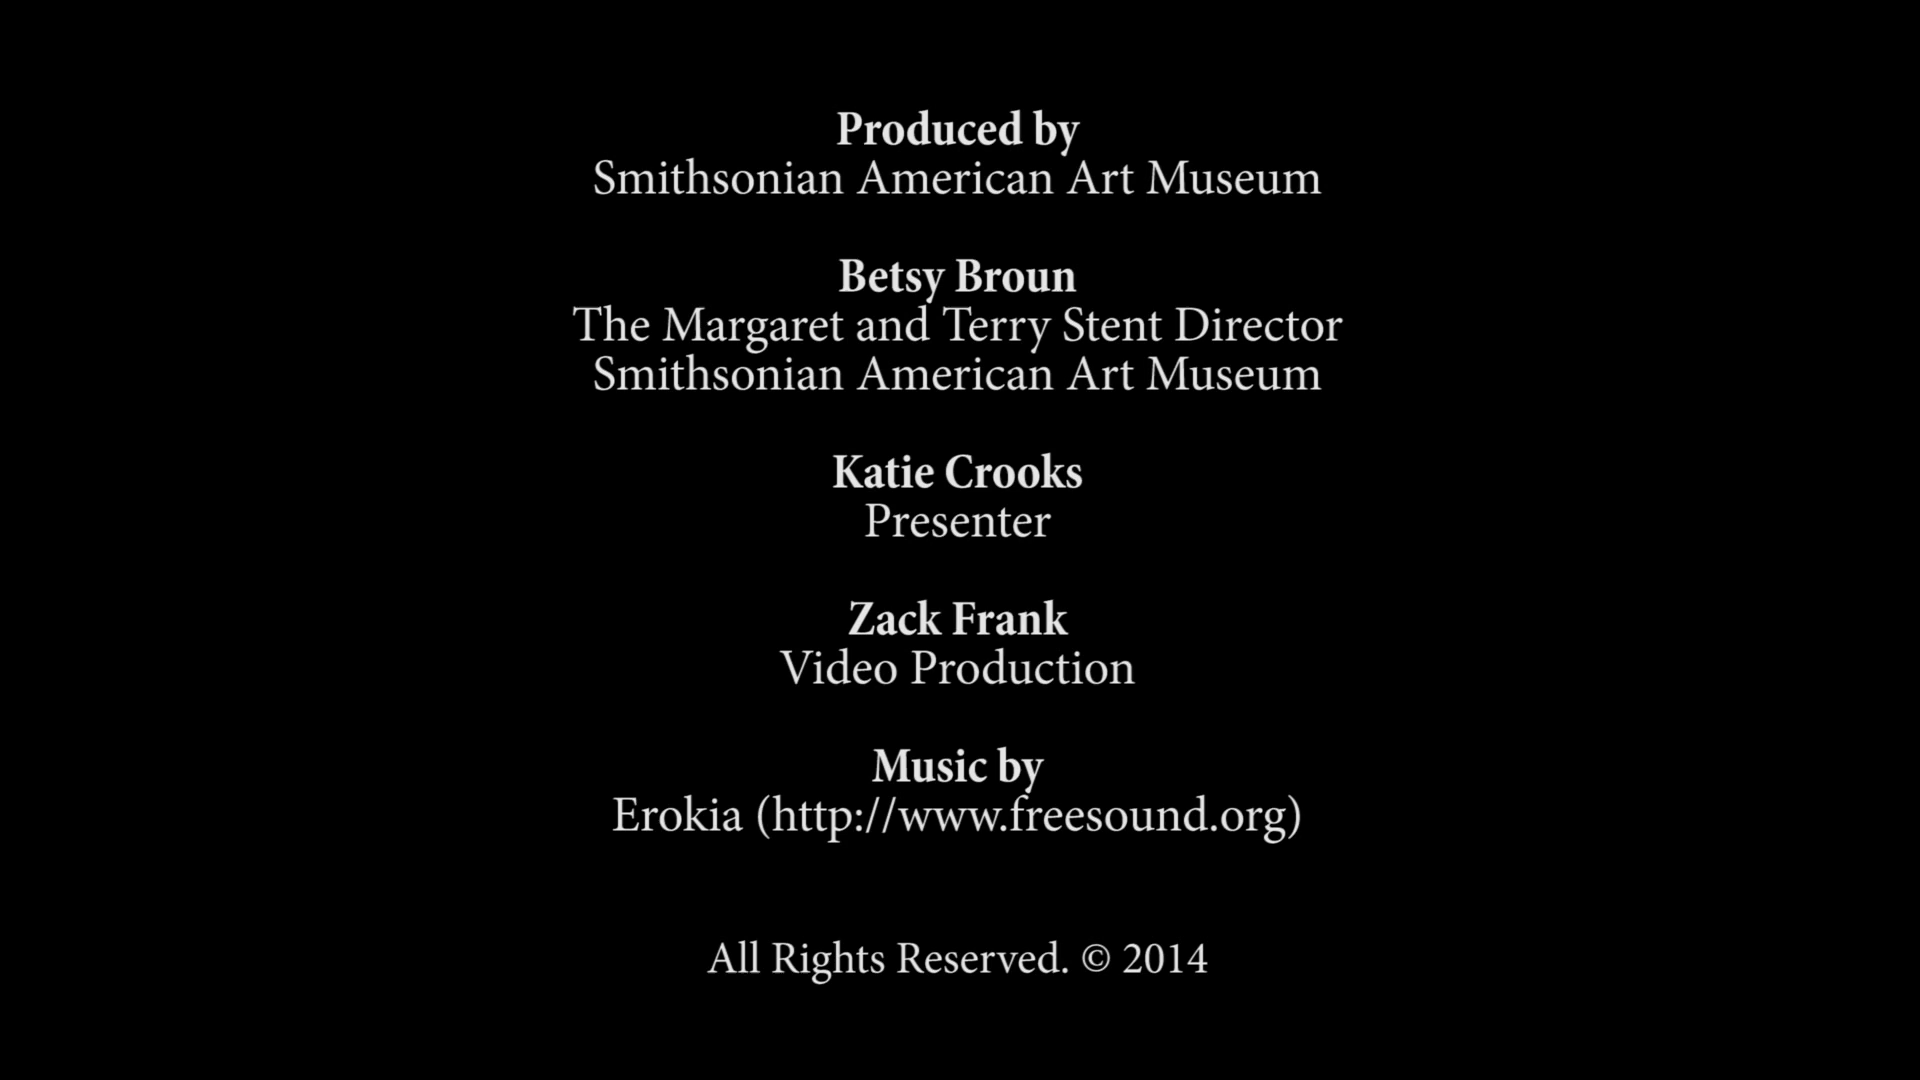 Produced by
Smithsonian American Art Museum
Betsy Broun
The Margaret and Terry Stent Director
Smithsonian American Art Museum
Katie Crooks
Presenter
Zack Frank
Video Production
Music by
Erokia (http://www.freesound.org)
All Rights Reserved. © 2014